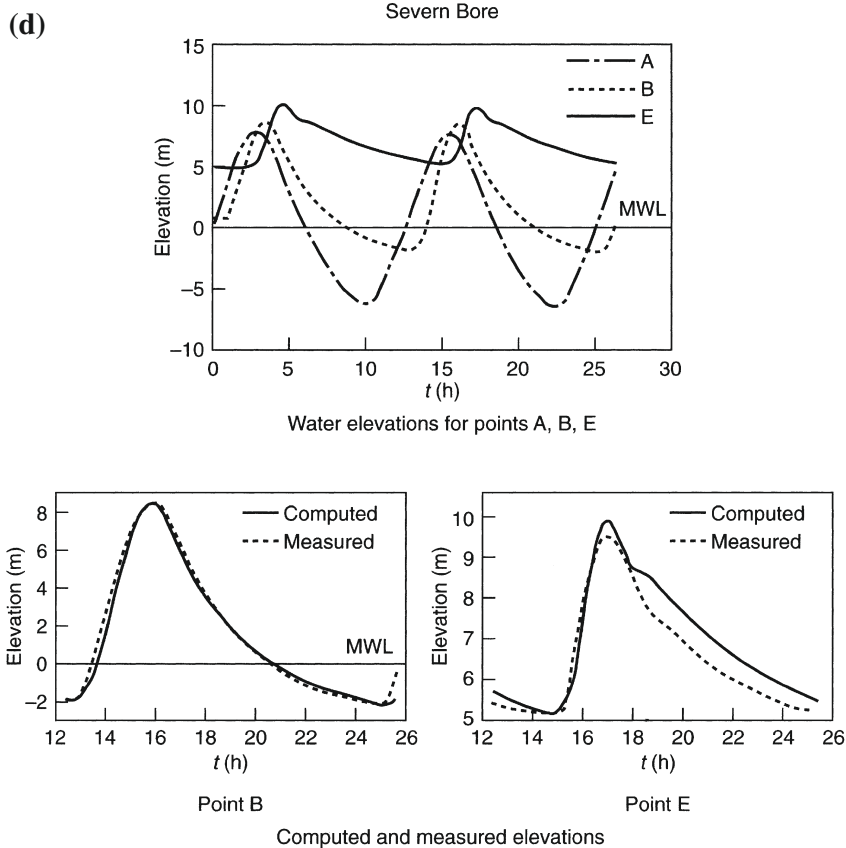 (d)
Severn Bore
15
10
5
0
–5
–10
Elevation (m)
A
B
E
MWL
0 5 10 15 20 25 30
t (h)
Water elevations for points A, B, E
8
6
4
2
0
–2
Elevation (m)
Computed
Measured
MWL
12 14 16 18 20 22 24 26
t (h)
Point B
10
9
8
7
6
5
Elevation (m)
Computed
Measured
12 14 16 18 20 22 24 26
t (h)
Point E
Computed and measured elevations